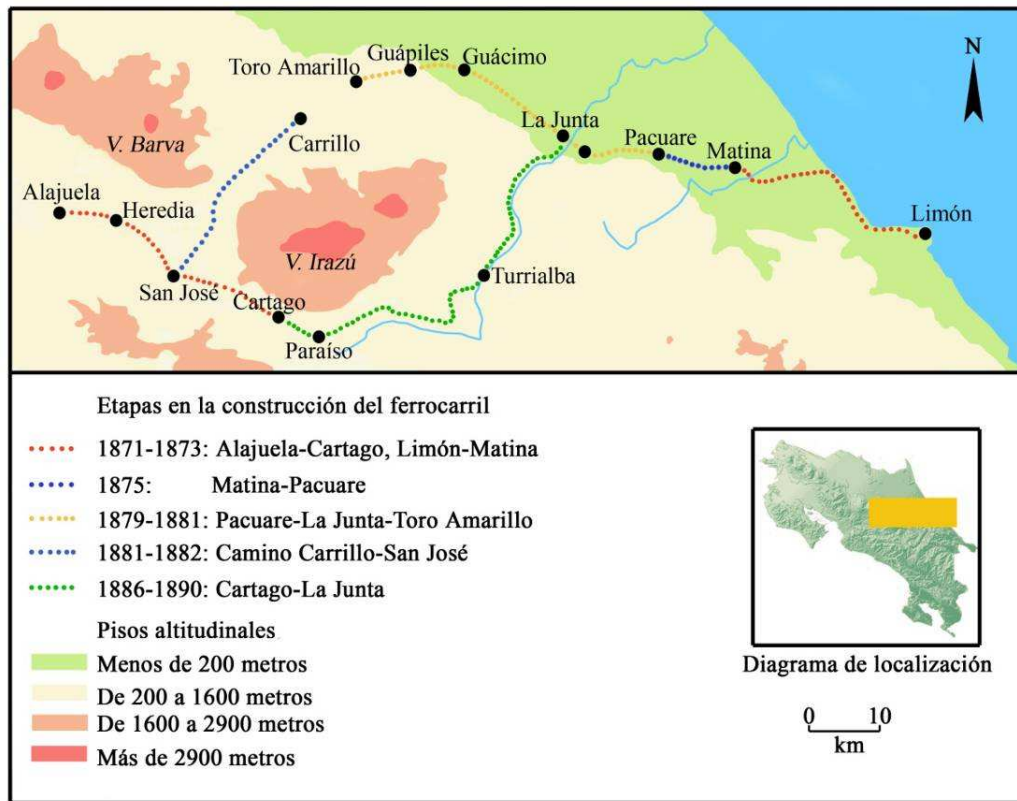 N
Guápiles
Guácimo
Toro Amarillo
La Junta
Carrillo
Pacuare
Matina
V. Barva
Alajuela
Heredia
Limón
V. Irazú
Turrialba
San José
Cartago
Paraíso
Etapas en la construcción del ferrocarril
1871-1873: Alajuela-Cartago, Limón-Matina
1875: Matina-Pacuare
1879-1881: Pacuare-La Junta-Toro Amarillo
1881-1882: Camino Carrillo-San José
1886-1890: Cartago-La Junta
Pisos altitudinales
Menos de 200 metros
De 200 a 1600 metros
De 1600 a 2900 metros
Más de 2900 metros
Diagrama de localización
0 10
km